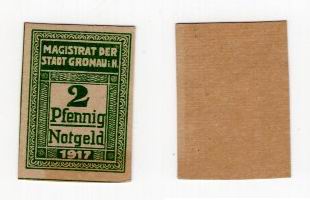 MAGISTRAT DER
STADT GRONAU i. H.
2
Pfennig
Notgeld
1917